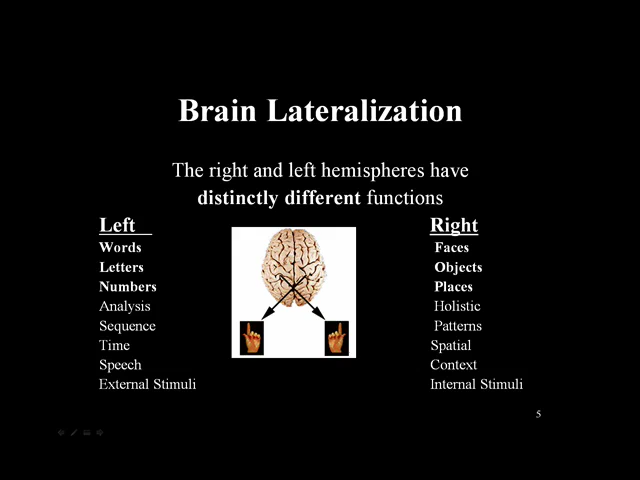 Brain Lateralization
The right and left hemispheres have
distinctly different functions
Left
Words
Letters
Numbers
Analysis
Sequence
Time
Speech
External Stimuli
Right
Faces
Objects
Places
Holistic
Patterns
Spatial
Context
Internal Stimuli
5